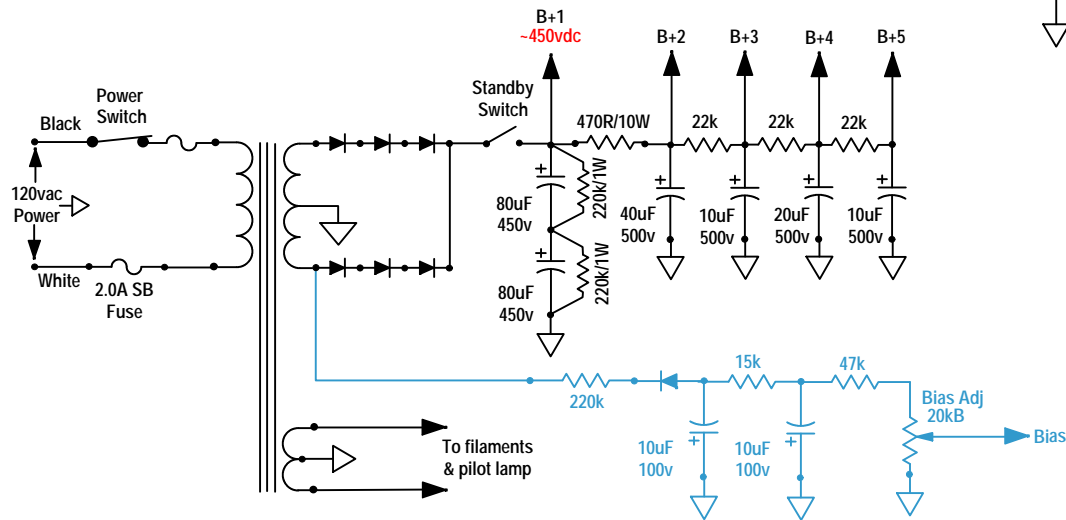 B+1
~450vdc
B+2
B+3
B+4
B+5
Power
Switch
Standby
Switch
Black
470R/10W
22k
22k
22k
120vac
Power
+
80uF
450v
220k/1W
+
40uF
500v
+
10uF
500v
+
20uF
500v
+
10uF
500v
White
2.0A SB
Fuse
+
80uF
450v
220k/1W
15k
47k
220k
Bias Adj
20kB
Bias
10uF
100v
+
10uF
100v
+
To filaments
& pilot lamp